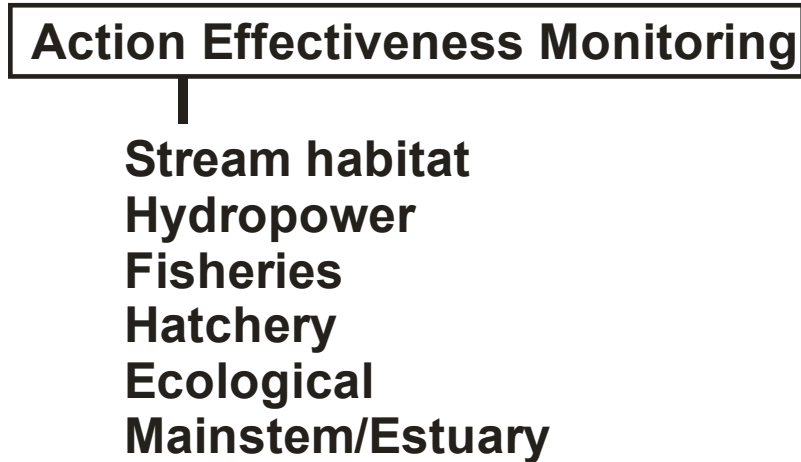 Action Effectiveness Monitoring
Stream habitat
Hydropower
Fisheries
Hatchery
Ecological
Mainstem/Estuary